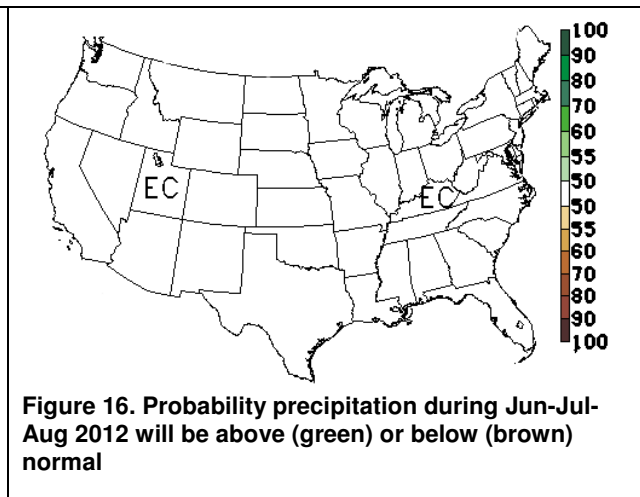 EC
EC
100
90
80
70
60
55
50
50
55
60
70
80
90
100
Figure 16. Probability precipitation during Jun-Jul-
Aug 2012 will be above (green) or below (brown)
normal